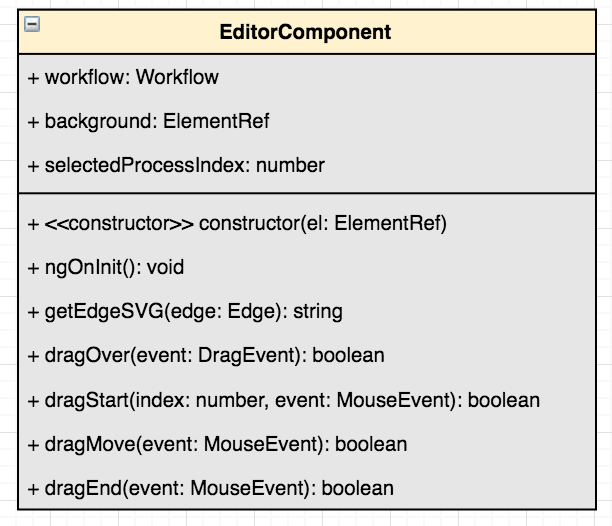 EditorComponent
+ workflow: Workflow
+ background: ElementRef
+ selectedProcessIndex: number
+ <<constructor>> constructor(el: ElementRef)
+ ngOnInit(): void
+ getEdgeSVG(edge: Edge): string
+ dragOver(event: DragEvent): boolean
+ dragStart(index: number, event: MouseEvent): boolean
+ dragMove(event: MouseEvent): boolean
+ dragEnd(event: MouseEvent): boolean